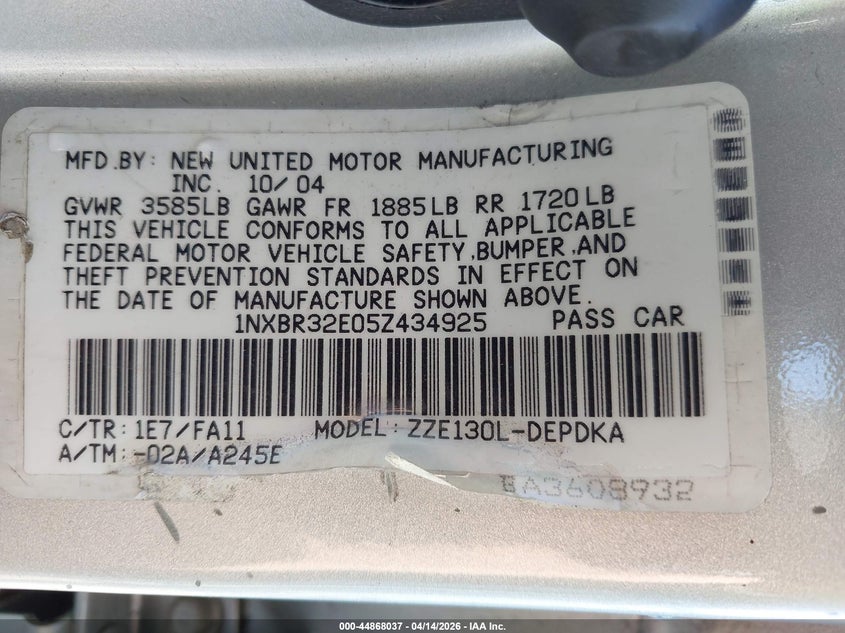 MFD.BY: NEW UNITED MOTOR MANUFACTURING
INC. 10/04
GVWR 3585LB GAWR FR 1885LB RR 1720LB
THIS VEHICLE CONFORMS TO ALL APPLICABLE
FEDERAL MOTOR VEHICLE SAFETY,BUMPER,AND
THEFT PREVENTION STANDARDS IN EFFECT ON
THE DATE OF MANUFACTURE SHOWN ABOVE.
1NXBR32E05Z434925 PASS CAR
C/TR:1E7/FA11 MODEL:ZZE130L-DEPDKA
A/TM:-02A/A245E
A3608932
000-44868037 - 04/14/2026 - IAA Inc.